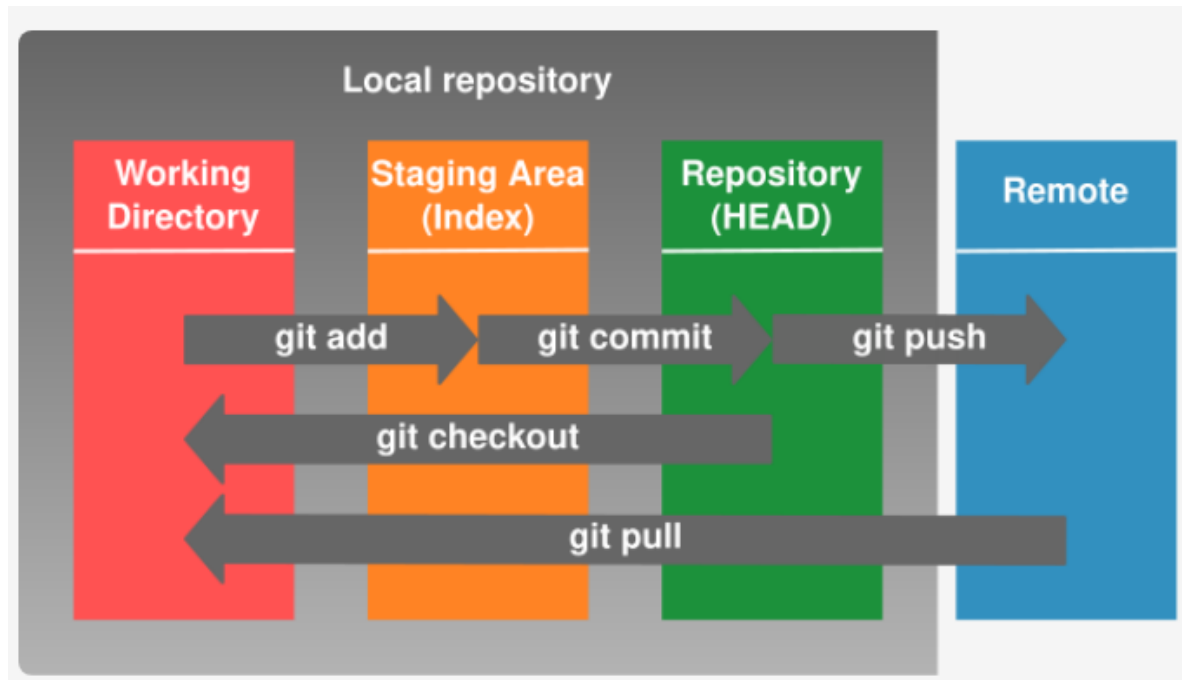 Local repository
Working
Directory
Staging Area
(Index)
Repository
(HEAD)
Remote
git add
git commit
git push
git checkout
git pull